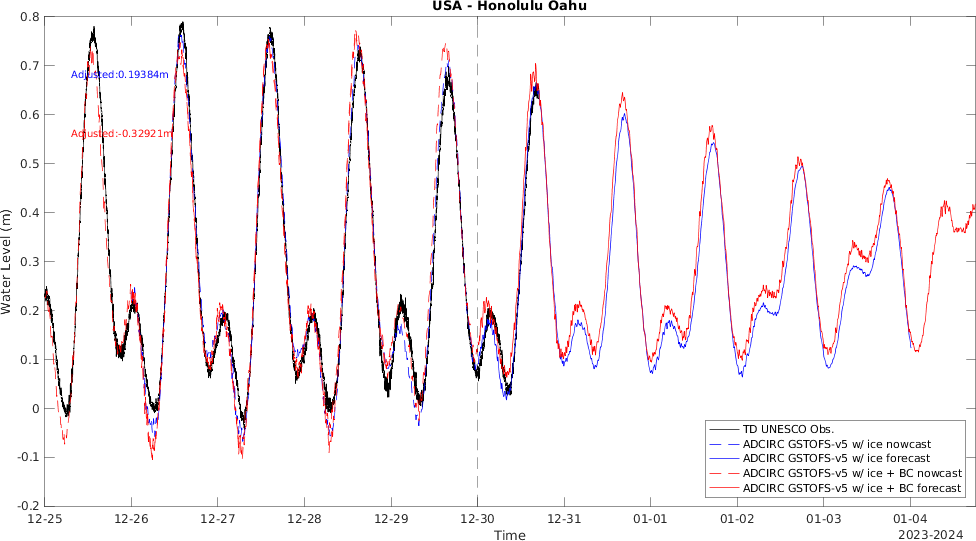 USA - Honolulu Oahu
0.8
0.7
0.6
0.5
0.4
0.3
0.2
0.1
0
-0.1
-0.2
Water Level (m)
Adjusted:0.19384m
Adjusted:-0.32921m
TD UNESCO Obs.
ADCIRC GSTOFS-v5 w/ ice nowcast
ADCIRC GSTOFS-v5 w/ ice forecast
ADCIRC GSTOFS-v5 w/ ice + BC nowcast
ADCIRC GSTOFS-v5 w/ ice + BC forecast
12-25 12-26 12-27 12-28 12-29 12-30 12-31 01-01 01-02 01-03 01-04
Time
2023-2024